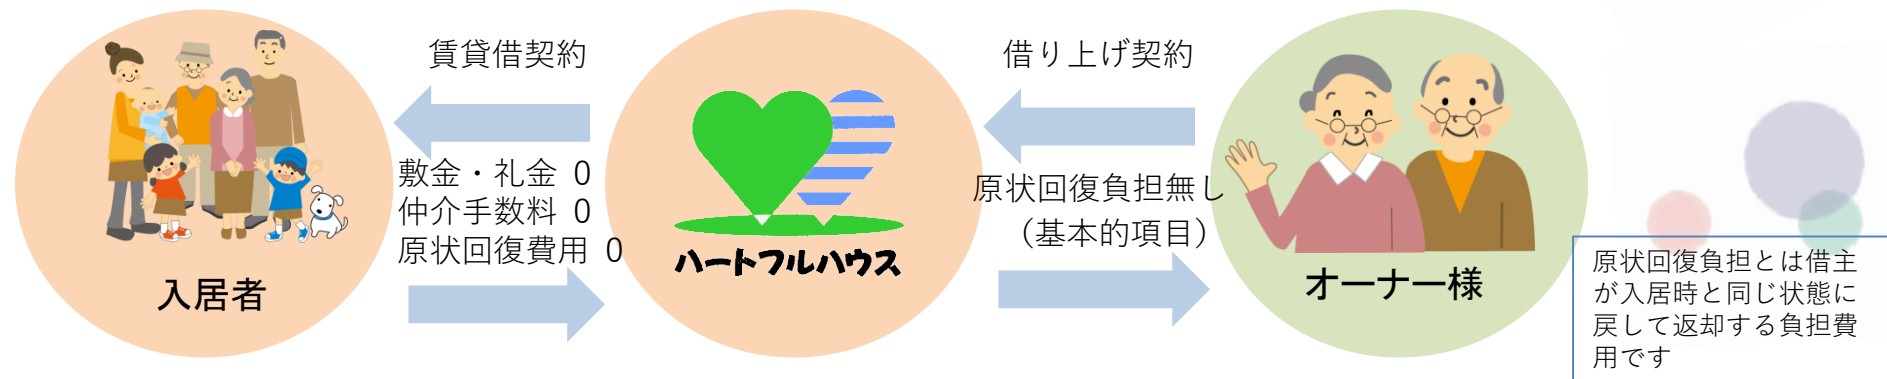 賃貸借契約
敷金・礼金 0
仲介手数料 0
原状回復費用 0
入居者
ハートフルハウス
借り上げ契約
原状回復負担無し
（基本的項目）
オーナー様
原状回復負担とは借主
が入居時と同じ状態に
戻して返却する負担費
用です